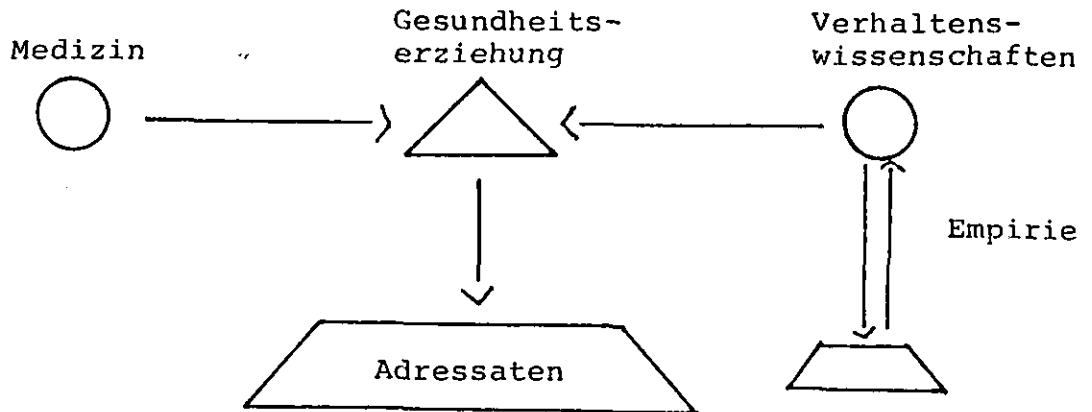 Medizin
Gesundheits-
erziehung
Verhaltens-
wissenschaften
Empirie
Adressaten